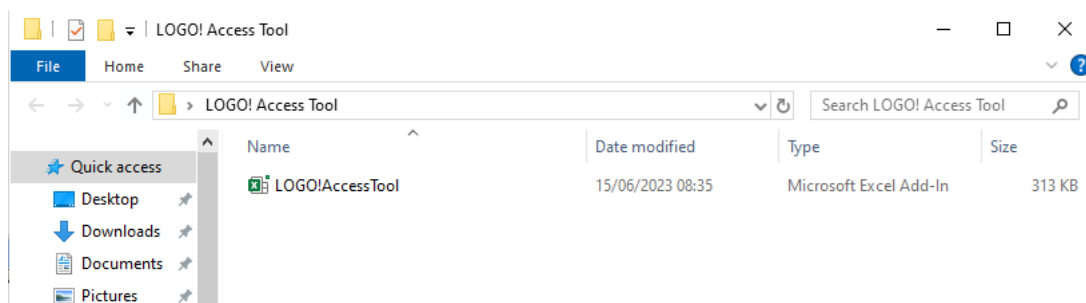 LOGO! Access Tool
File Home Share View
LOGO! Access Tool Search LOGO! Access Tool
Name Date modified Type Size
Quick access
LOGO!AccessTool 15/06/2023 08:35 Microsoft Excel Add-In 313 KB
Desktop
Downloads
Documents
Pictures